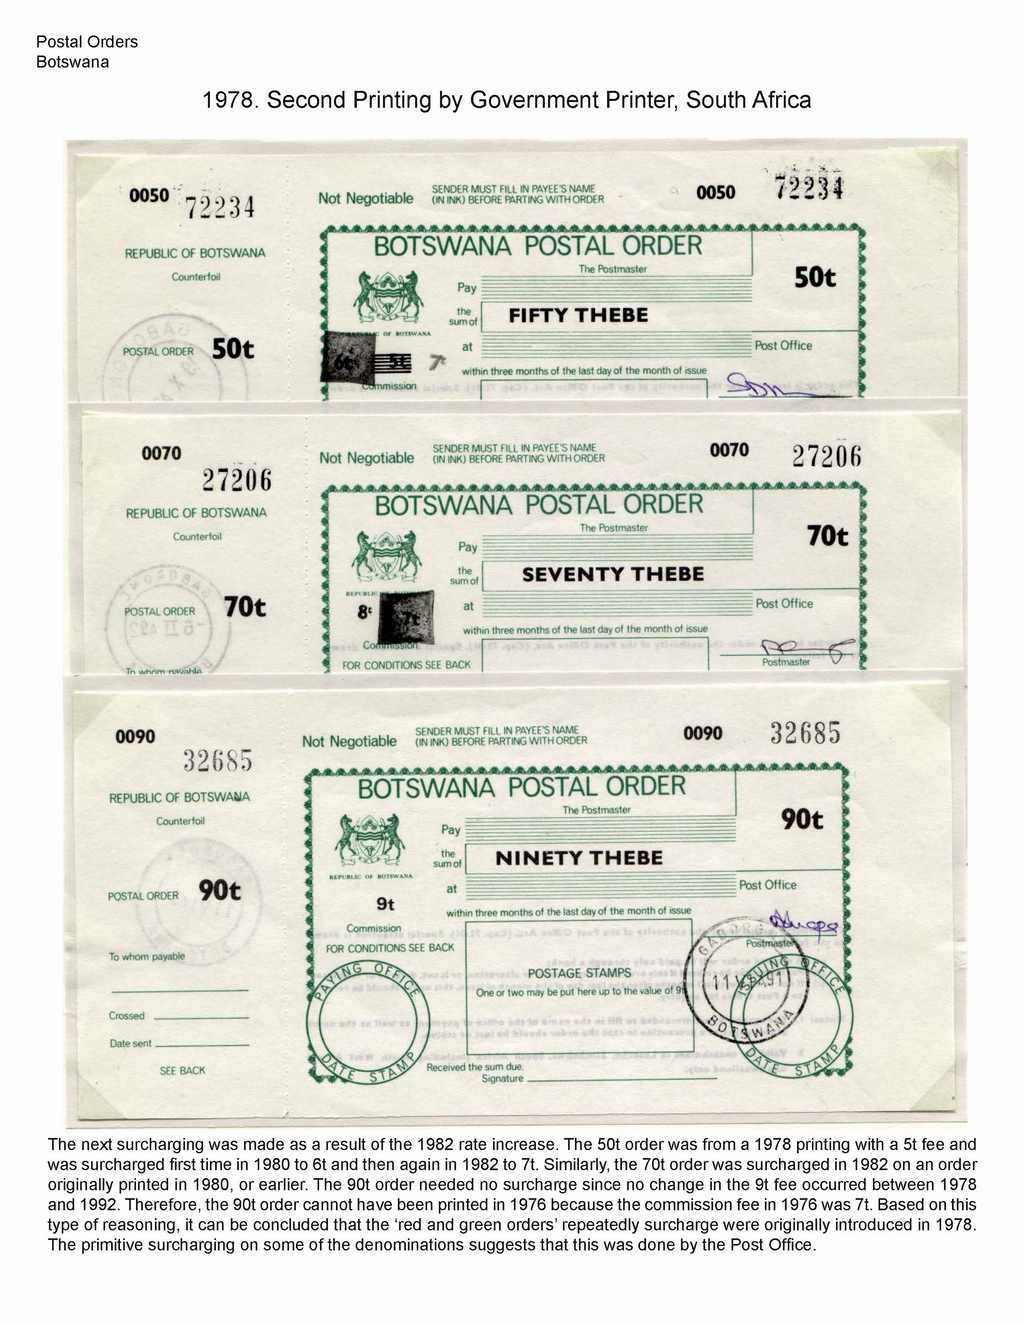 Postal Orders
Botswana
1978. Second Printing by Government Printer, South Africa
0050
72234
REPUBLIC OF BOTSWANA
Counterfoil
POSTAL ORDER 50t
Not Negotiable
SENDER MUST FILL IN PAYEE'S NAME
(IN INK) BEFORE PARTING WITH ORDER
0050
72234
BOTSWANA POSTAL ORDER
The Postmaster
Pay
50t
the
sum of
FIFTY THEBE
OF BOTSWANA
at
Post Office
6t 5t 7t
within three months of the last day of the month of issue
Commission
0070
27206
REPUBLIC OF BOTSWANA
Counterfoil
POSTAL ORDER 70t
To whom payable
Not Negotiable
SENDER MUST FILL IN PAYEE'S NAME
(IN INK) BEFORE PARTING WITH ORDER
0070
27206
BOTSWANA POSTAL ORDER
The Postmaster
Pay
70t
the
sum of
SEVENTY THEBE
REPUBLIC
at
Post Office
8t 7t
within three months of the last day of the month of issue
Commission
FOR CONDITIONS SEE BACK
Postmaster
0090
32685
REPUBLIC OF BOTSWANA
Counterfoil
POSTAL ORDER 90t
To whom payable
Crossed
Date sent
SEE BACK
Not Negotiable
SENDER MUST FILL IN PAYEE'S NAME
(IN INK) BEFORE PARTING WITH ORDER
0090
32685
BOTSWANA POSTAL ORDER
The Postmaster
Pay
90t
the
sum of
NINETY THEBE
REPUBLIC OF BOTSWANA
at
Post Office
9t
within three months of the last day of the month of issue
Commission
Postmaster
FOR CONDITIONS SEE BACK
PAYING OFFICE
DATE STAMP
POSTAGE STAMPS
One or two may be put here up to the value of 9t
GABORONE
BOTSWANA
ISSUING OFFICE
DATE STAMP
Received the sum due.
Signature
The next surcharging was made as a result of the 1982 rate increase. The 50t order was from a 1978 printing with a 5t fee and
was surcharged first time in 1980 to 6t and then again in 1982 to 7t. Similarly, the 70t order was surcharged in 1982 on an order
originally printed in 1980, or earlier. The 90t order needed no surcharge since no change in the 9t fee occurred between 1978
and 1992. Therefore, the 90t order cannot have been printed in 1976 because the commission fee in 1976 was 7t. Based on this
type of reasoning, it can be concluded that the ‘red and green orders’ repeatedly surcharge were originally introduced in 1978.
The primitive surcharging on some of the denominations suggests that this was done by the Post Office.